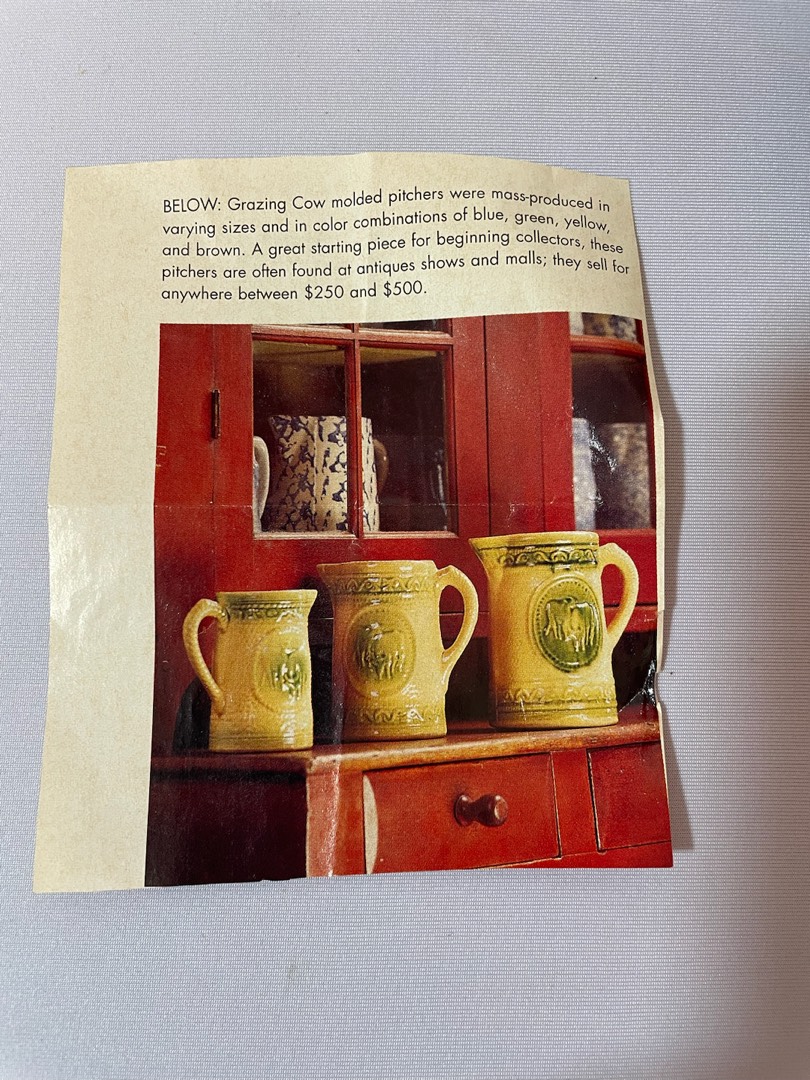 BELOW: Grazing Cow molded pitchers were mass-produced in
varying sizes and in color combinations of blue, green, yellow,
and brown. A great starting piece for beginning collectors, these
pitchers are often found at antiques shows and malls; they sell for
anywhere between $250 and $500.